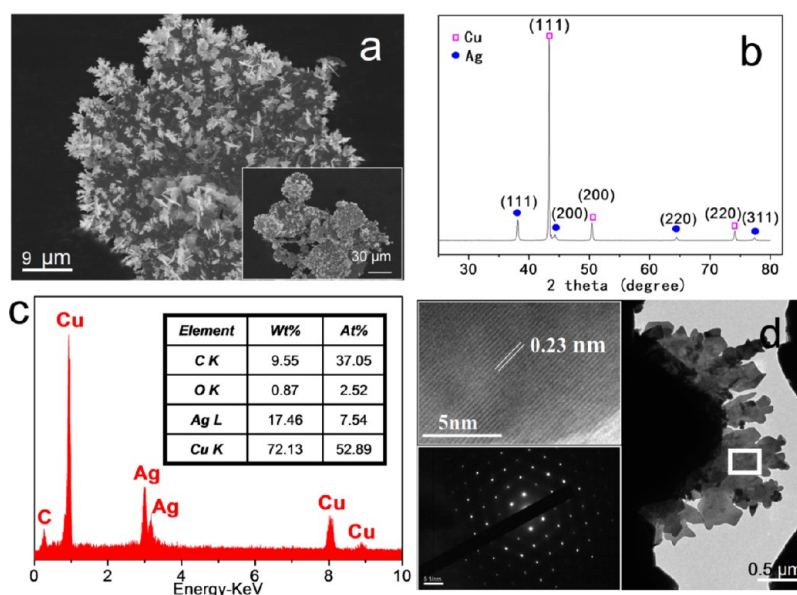 a
9 µm
30 µm
b
Cu
Ag
(111)
(111)
(200)
(200)
(220)
(220)
(311)
30 40 50 60 70 80
2 theta (degree)
c
Cu
C
Ag
Ag
Cu
Cu
Element Wt% At%
C K 9.55 37.05
O K 0.87 2.52
Ag L 17.46 7.54
Cu K 72.13 52.89
0 2 4 6 8 10
Energy-KeV
d
0.23 nm
5nm
0.5 µm